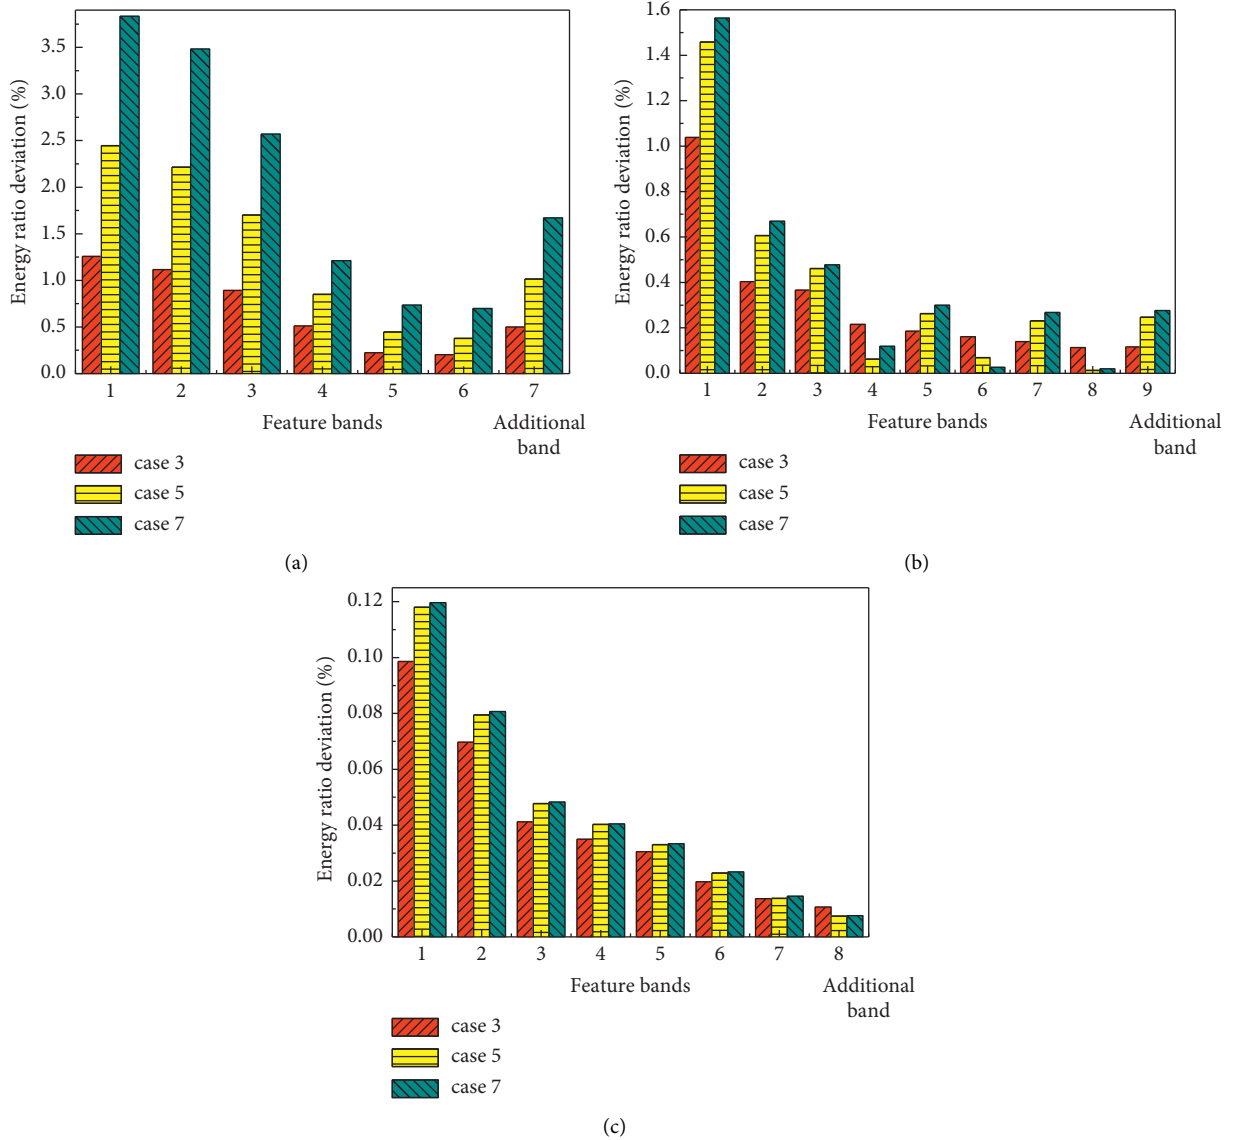 Energy ratio deviation (%)
3.5
3.0
2.5
2.0
1.5
1.0
0.5
0.0
1 2 3 4 5 6 7
Feature bands
Additional
band
case 3
case 5
case 7
(a)
Energy ratio deviation (%)
1.6
1.4
1.2
1.0
0.8
0.6
0.4
0.2
0.0
1 2 3 4 5 6 7 8 9
Feature bands
Additional
band
case 3
case 5
case 7
(b)
Energy ratio deviation (%)
0.12
0.10
0.08
0.06
0.04
0.02
0.00
1 2 3 4 5 6 7 8
Feature bands
Additional
band
case 3
case 5
case 7
(c)